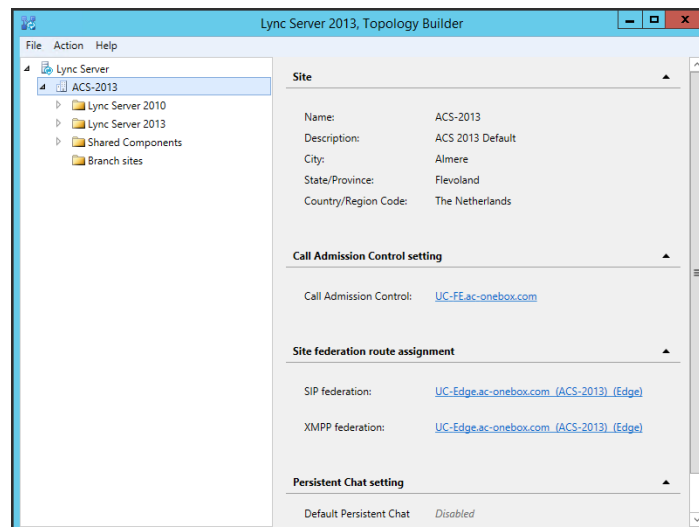 Lync Server 2013, Topology Builder
File Action Help
Lync Server
ACS-2013
Lync Server 2010
Lync Server 2013
Shared Components
Branch sites
Site
Name: ACS-2013
Description: ACS 2013 Default
City: Almere
State/Province: Flevoland
Country/Region Code: The Netherlands
Call Admission Control setting
Call Admission Control: UC-FE.ac-onebox.com
Site federation route assignment
SIP federation: UC-Edge.ac-onebox.com (ACS-2013) (Edge)
XMPP federation: UC-Edge.ac-onebox.com (ACS-2013) (Edge)
Persistent Chat setting
Default Persistent Chat Disabled